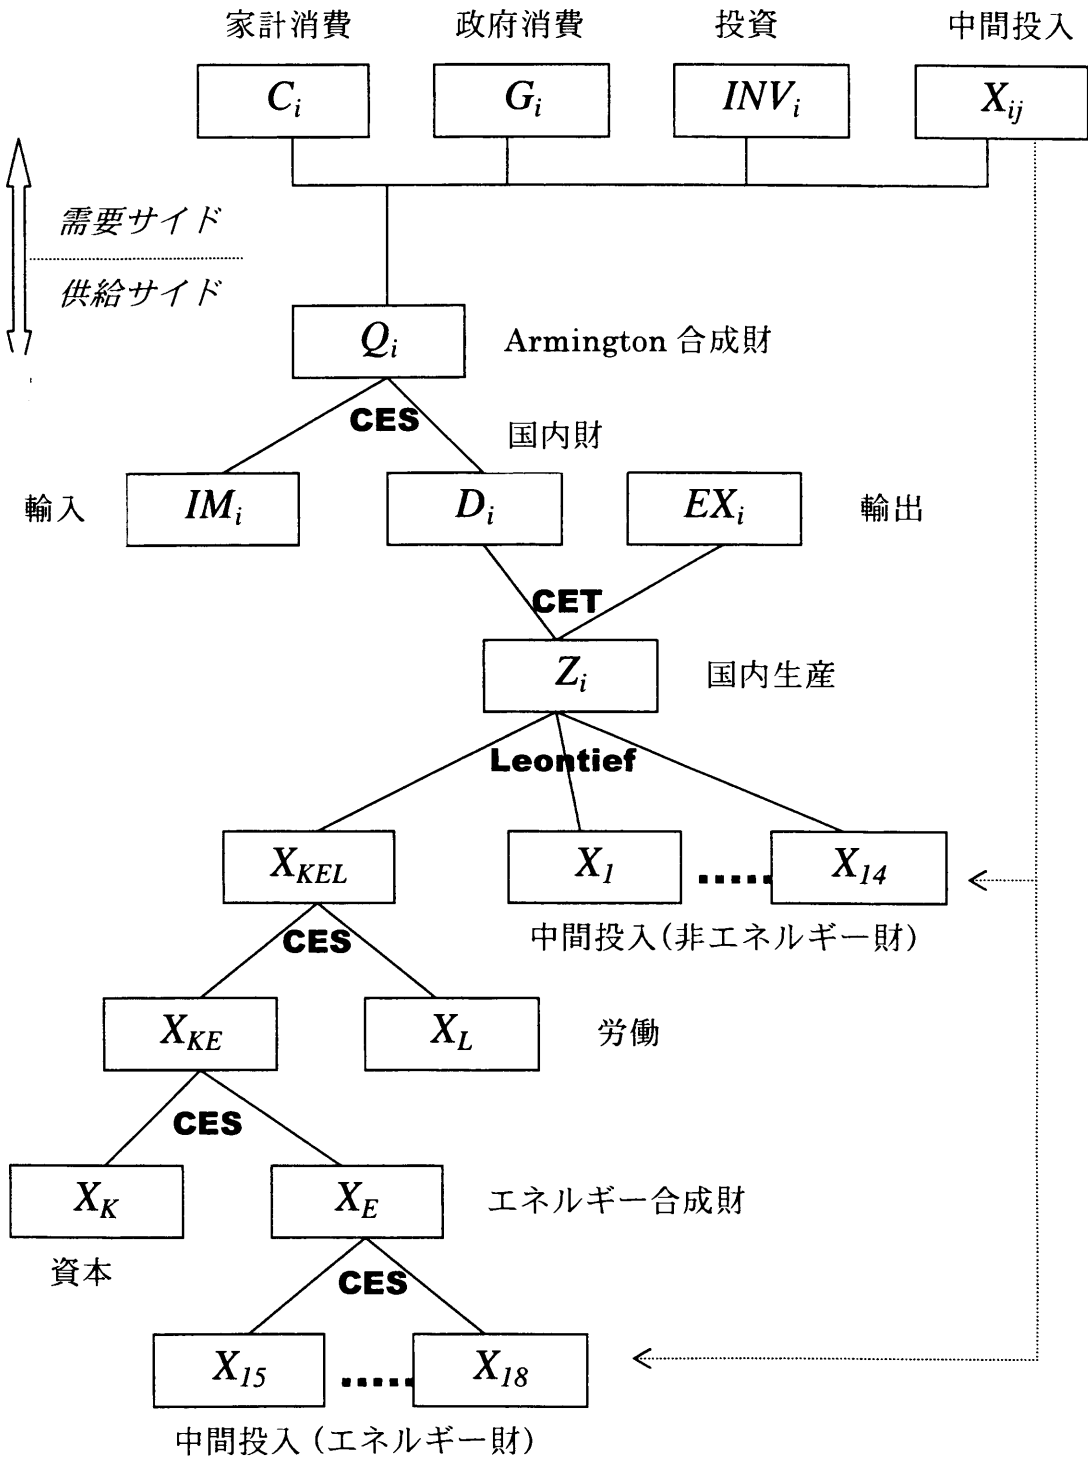 家計消費 政府消費 投資 中間投入
C_i G_i INV_i X_ij
需要サイド
供給サイド
Q_i Armington 合成財
CES
国内財
輸入 IM_i D_i EX_i 輸出
CET
Z_i 国内生産
Leontief
X_KEL X_1 X_14
中間投入(非エネルギー財)
CES
X_KE X_L 労働
CES
X_K X_E エネルギー合成財
資本
CES
X_15 X_18
中間投入(エネルギー財)